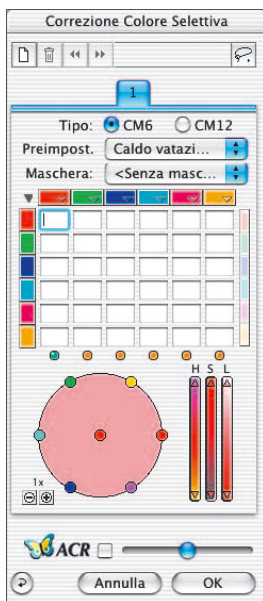 Correzione Colore Selettiva
1
Tipo: CM6 CM12
Preimpost. Caldo vatazi...
Maschera: <Senza masc...
H S L
1x
ACR
Annulla OK